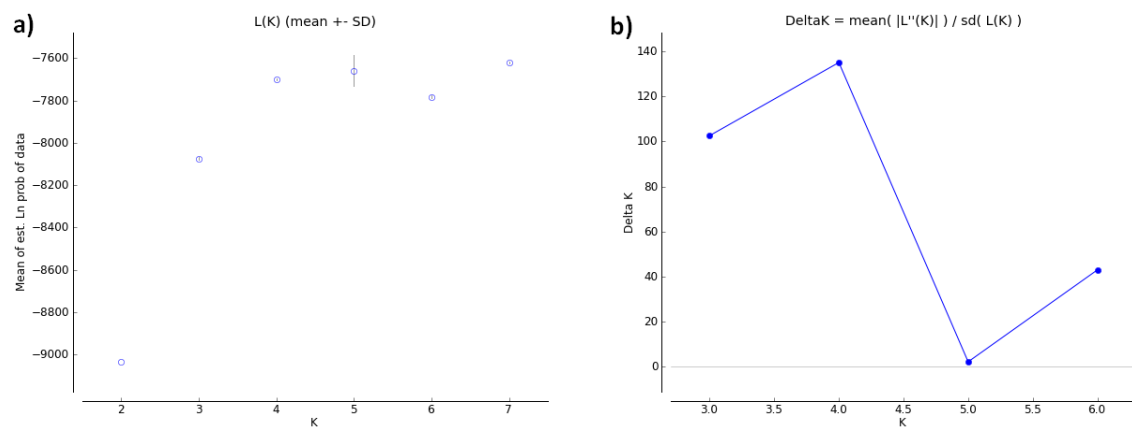 a)
L(K) (mean +- SD)
Mean of est. Ln prob of data
−7600
−7800
−8000
−8200
−8400
−8600
−8800
−9000
2 3 4 5 6 7
K
b)
DeltaK = mean( |L''(K)| ) / sd( L(K) )
Delta K
140
120
100
80
60
40
20
0
3.0 3.5 4.0 4.5 5.0 5.5 6.0
K